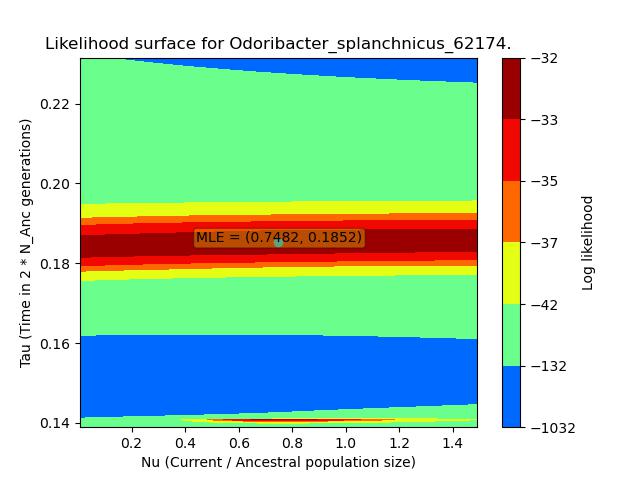 Likelihood surface for Odoribacter_splanchnicus_62174.
Tau (Time in 2 * N_Anc generations)
0.22
0.20
0.18
0.16
0.14
MLE = (0.7482, 0.1852)
0.2 0.4 0.6 0.8 1.0 1.2 1.4
Nu (Current / Ancestral population size)
−32
−33
−35
−37
−42
−132
−1032
Log likelihood